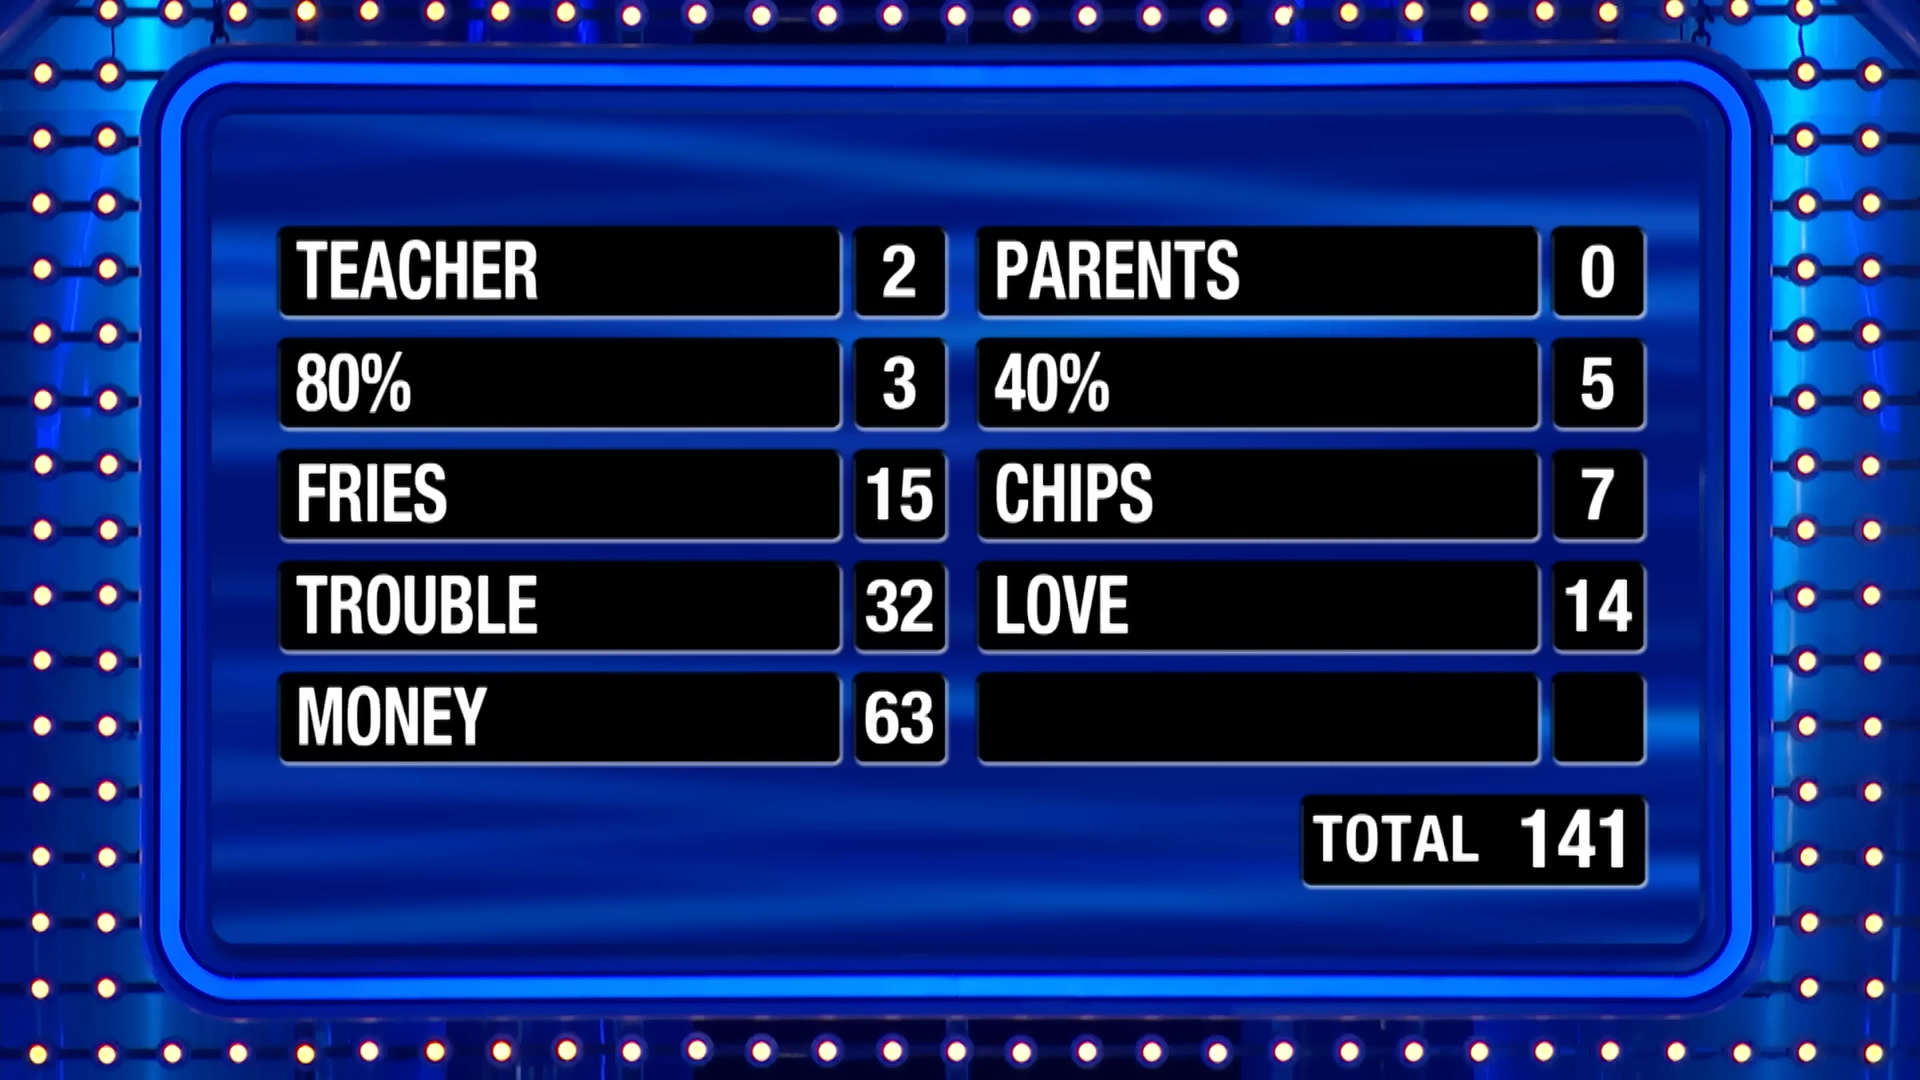 TEACHER 2 PARENTS 0
80% 3 40% 5
FRIES 15 CHIPS 7
TROUBLE 32 LOVE 14
MONEY 63
TOTAL 141